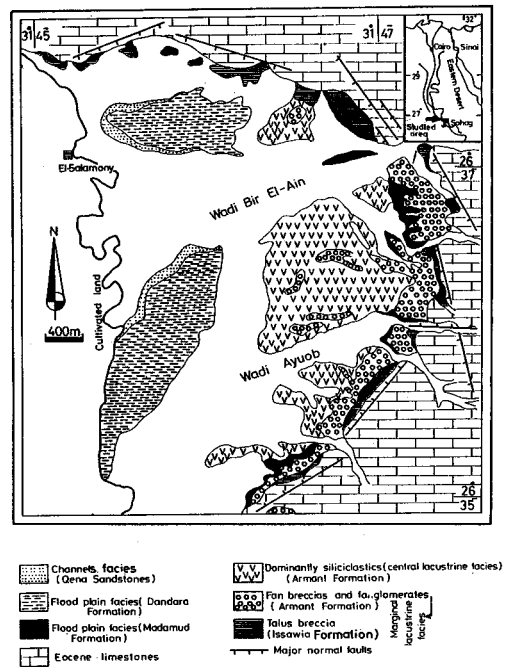 31° 45'
31° 47'
32°
Cairo
Sinai
29
Eastern Desert
27°
Studied area
Sohag
El-Salamony
26° 37
Wadi Bir El-Ain
N
400m
Cultivated land
Wadi Ayuob
26° 35
Channels facies
(Qena Sandstones)
Flood plain facies(Dandara
Formation)
Flood plain facies(Madamud
Formation)
Eocene limestones
Dominantly siliciclastics(central lacustrine facies)
(Armant Formation)
Fan breccias and fanglomerates
(Armant Formation)
Talus breccia
(Issawia Formation)
Major normal faults
Marginal
lacustrine
facies